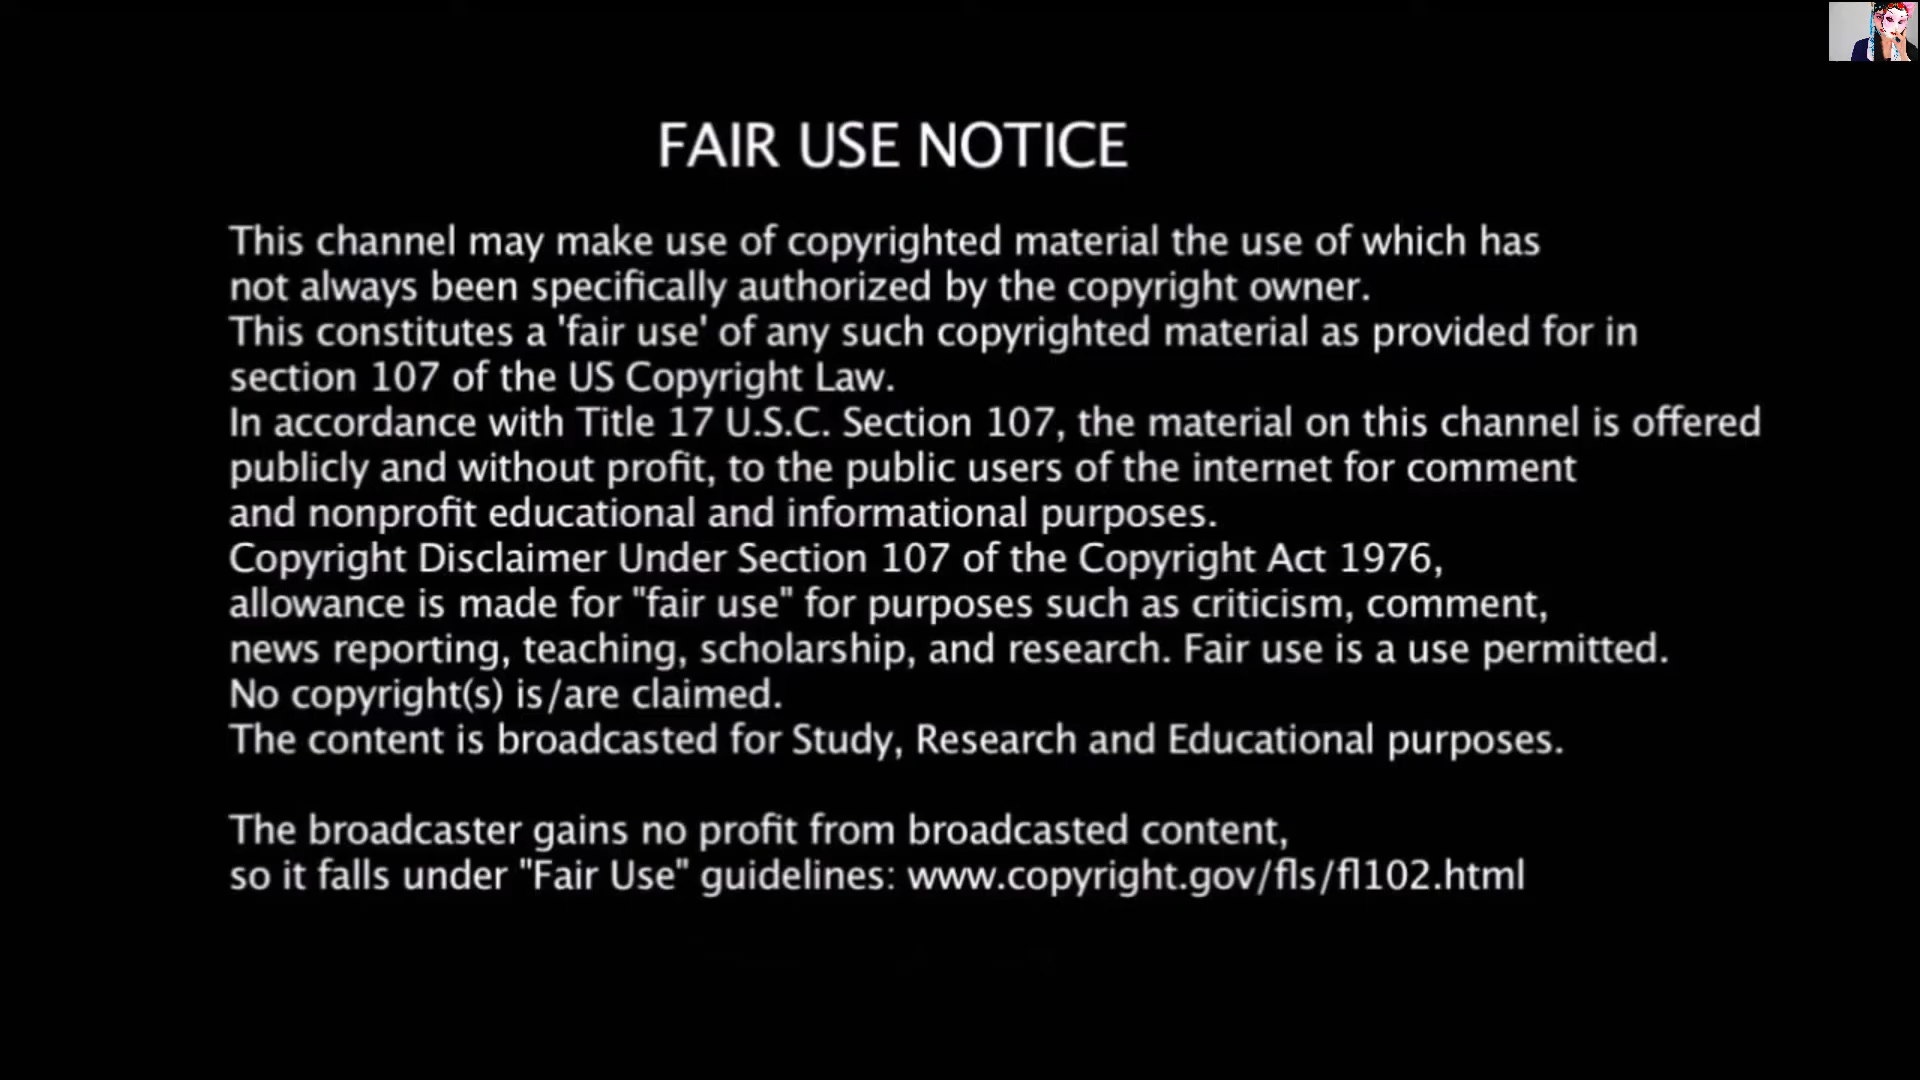 FAIR USE NOTICE
This channel may make use of copyrighted material the use of which has
not always been specifically authorized by the copyright owner.
This constitutes a 'fair use' of any such copyrighted material as provided for in
section 107 of the US Copyright Law.
In accordance with Title 17 U.S.C. Section 107, the material on this channel is offered
publicly and without profit, to the public users of the internet for comment
and nonprofit educational and informational purposes.
Copyright Disclaimer Under Section 107 of the Copyright Act 1976,
allowance is made for "fair use" for purposes such as criticism, comment,
news reporting, teaching, scholarship, and research. Fair use is a use permitted.
No copyright(s) is/are claimed.
The content is broadcasted for Study, Research and Educational purposes.
The broadcaster gains no profit from broadcasted content,
so it falls under "Fair Use" guidelines: www.copyright.gov/fls/fl102.html